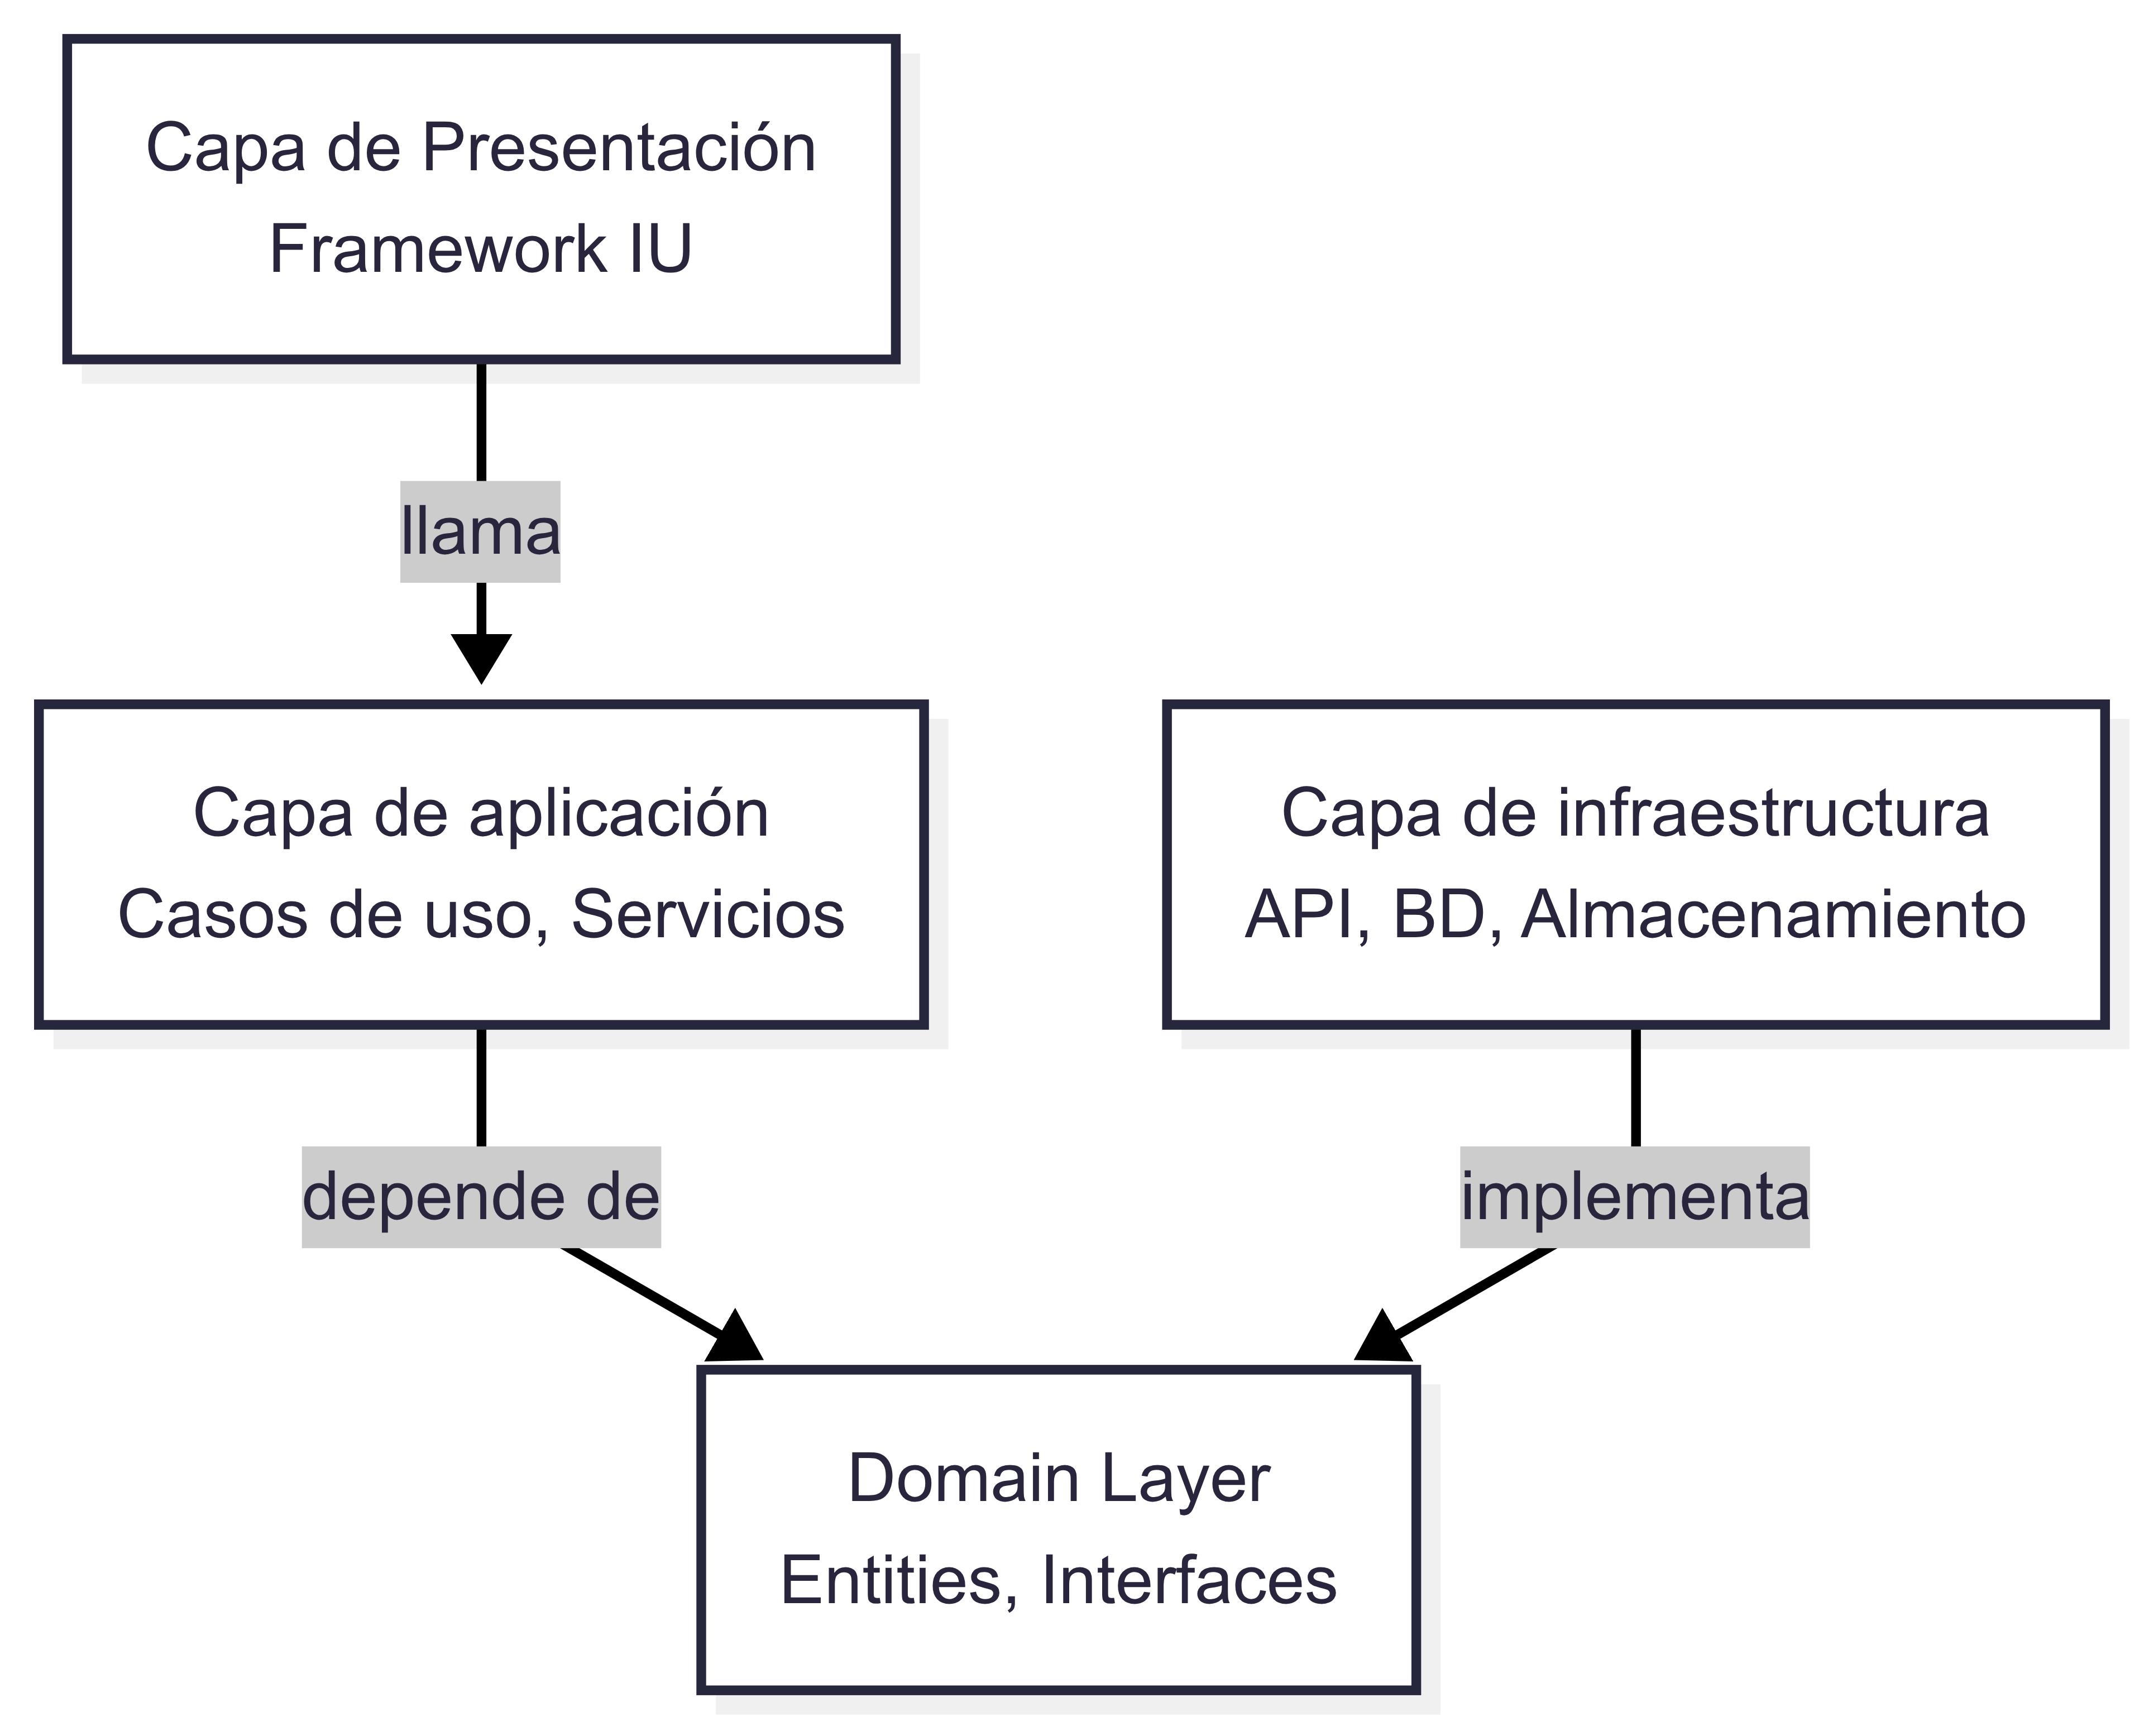 Capa de Presentación
Framework IU
llama
Capa de aplicación
Casos de uso, Servicios
Capa de infraestructura
API, BD, Almacenamiento
depende de
implementa
Domain Layer
Entities, Interfaces